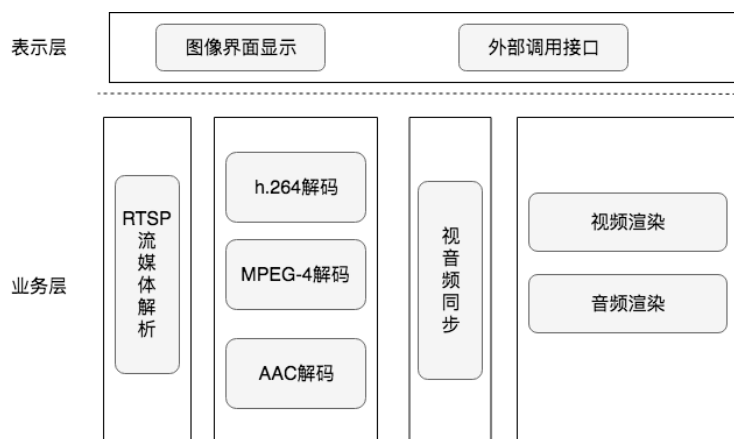 表示层
图像界面显示
外部调用接口
业务层
RTSP
流
媒
体
解
析
h.264解码
MPEG-4解码
AAC解码
视
音
频
同
步
视频渲染
音频渲染